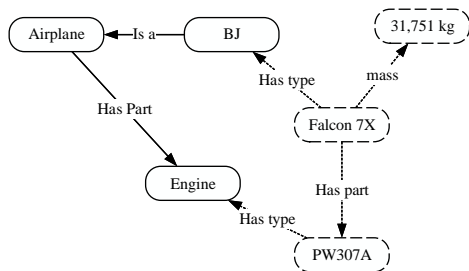 Airplane
Is a
BJ
31,751 kg
Has type
mass
Has Part
Falcon 7X
Engine
Has part
Has type
PW307A